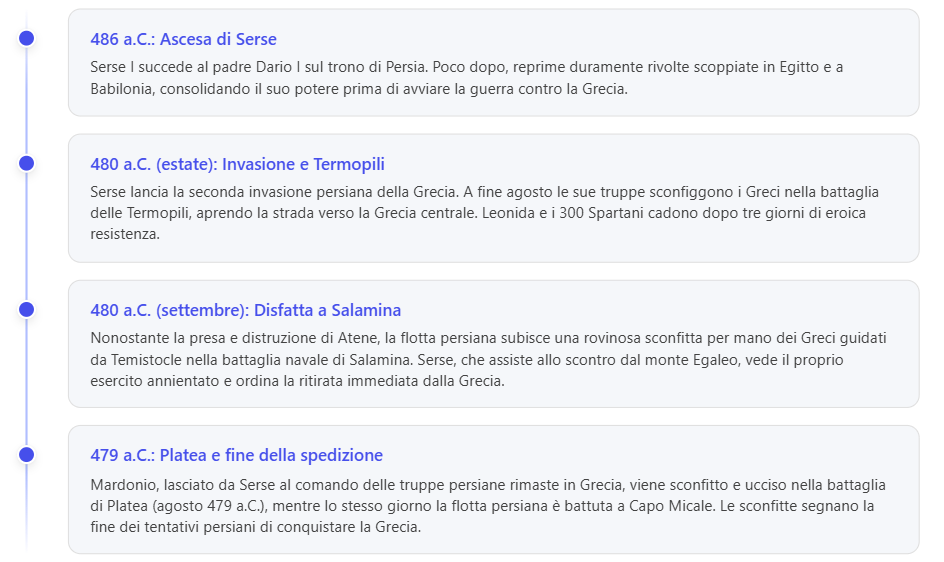 486 a.C.: Ascesa di Serse
Serse I succede al padre Dario I sul trono di Persia. Poco dopo, reprime duramente rivolte scoppiate in Egitto e a
Babilonia, consolidando il suo potere prima di avviare la guerra contro la Grecia.
480 a.C. (estate): Invasione e Termopili
Serse lancia la seconda invasione persiana della Grecia. A fine agosto le sue truppe sconfiggono i Greci nella battaglia
delle Termopili, aprendo la strada verso la Grecia centrale. Leonida e i 300 Spartani cadono dopo tre giorni di eroica
resistenza.
480 a.C. (settembre): Disfatta a Salamina
Nonostante la presa e distruzione di Atene, la flotta persiana subisce una rovinosa sconfitta per mano dei Greci guidati
da Temistocle nella battaglia navale di Salamina. Serse, che assiste allo scontro dal monte Egaleo, vede il proprio
esercito annientato e ordina la ritirata immediata dalla Grecia.
479 a.C.: Platea e fine della spedizione
Mardonio, lasciato da Serse al comando delle truppe persiane rimaste in Grecia, viene sconfitto e ucciso nella battaglia
di Platea (agosto 479 a.C.), mentre lo stesso giorno la flotta persiana è battuta a Capo Micale. Le sconfitte segnano la
fine dei tentativi persiani di conquistare la Grecia.